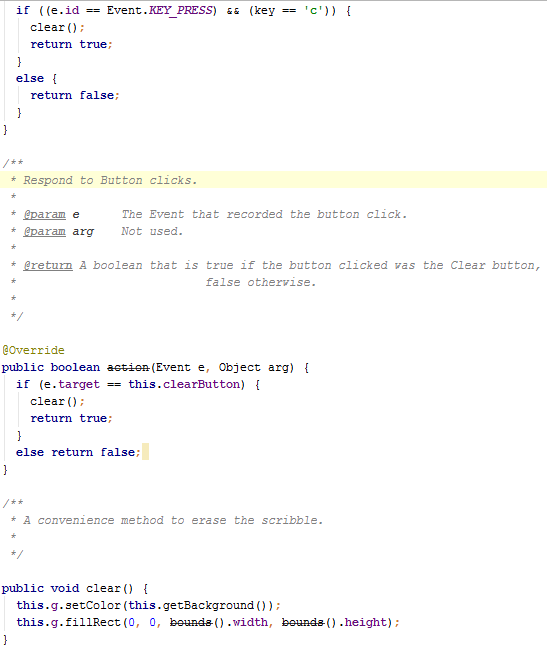 if ((e.id == Event.KEY_PRESS) && (key == 'c')) {
clear();
return true;
}
else {
return false;
}
}
/**
* Respond to Button clicks.
*
* @param e The Event that recorded the button click.
* @param arg Not used.
*
* @return A boolean that is true if the button clicked was the Clear button,
* false otherwise.
*
*/
@Override
public boolean action(Event e, Object arg) {
if (e.target == this.clearButton) {
clear();
return true;
}
else return false;
}
/**
* A convenience method to erase the scribble.
*
*/
public void clear() {
this.g.setColor(this.getBackground());
this.g.fillRect(0, 0, bounds().width, bounds().height);
}